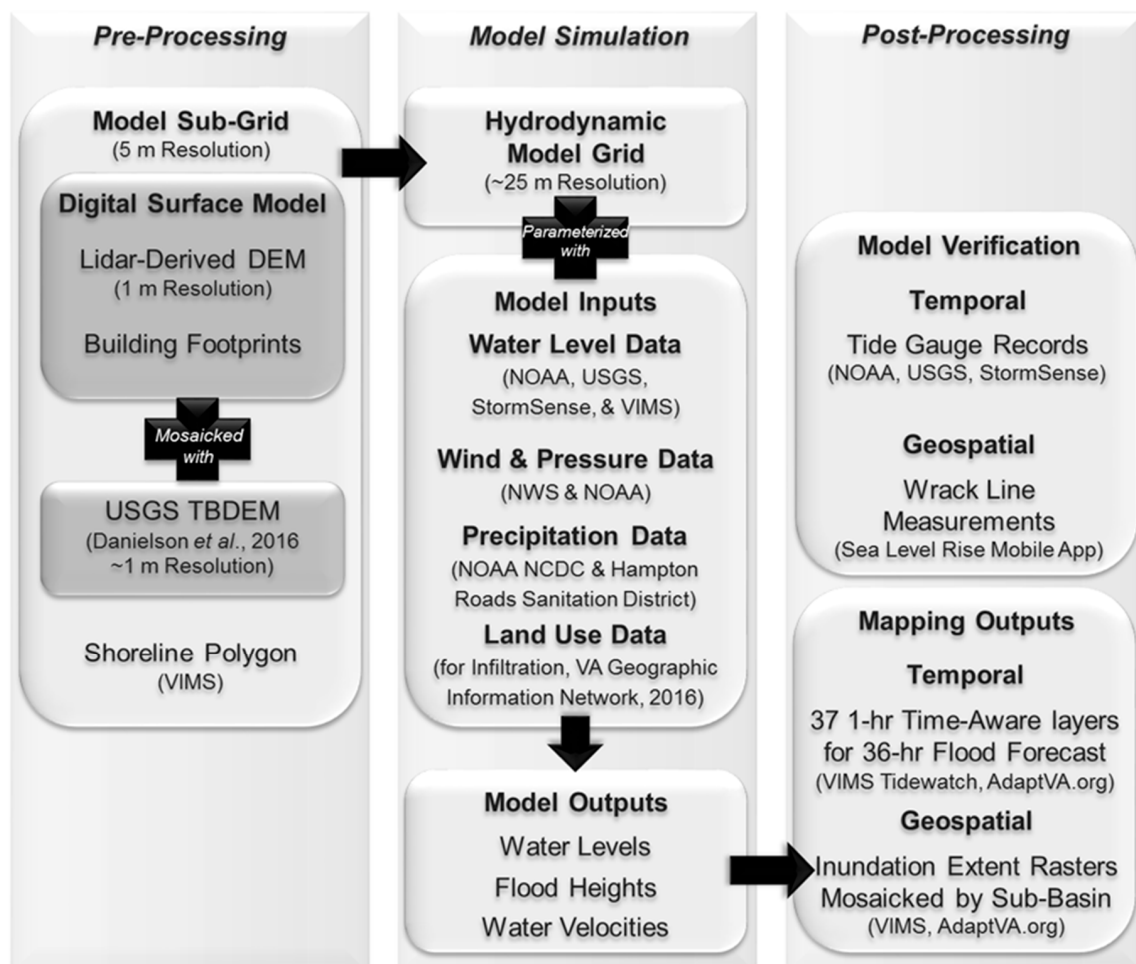 Pre-Processing
Model Sub-Grid
(5 m Resolution)
Digital Surface Model
Lidar-Derived DEM
(1 m Resolution)
Building Footprints
Mosaicked
with
USGS TBDEM
(Danielson et al., 2016
~1 m Resolution)
Shoreline Polygon
(VIMS)
Model Simulation
Hydrodynamic
Model Grid
(~25 m Resolution)
Parameterized
with
Model Inputs
Water Level Data
(NOAA, USGS,
StormSense, & VIMS)
Wind & Pressure Data
(NWS & NOAA)
Precipitation Data
(NOAA NCDC & Hampton
Roads Sanitation District)
Land Use Data
(for Infiltration, VA Geographic
Information Network, 2016)
Model Outputs
Water Levels
Flood Heights
Water Velocities
Post-Processing
Model Verification
Temporal
Tide Gauge Records
(NOAA, USGS, StormSense)
Geospatial
Wrack Line
Measurements
(Sea Level Rise Mobile App)
Mapping Outputs
Temporal
37 1-hr Time-Aware layers
for 36-hr Flood Forecast
(VIMS Tidewatch, AdaptVA.org)
Geospatial
Inundation Extent Rasters
Mosaicked by Sub-Basin
(VIMS, AdaptVA.org)